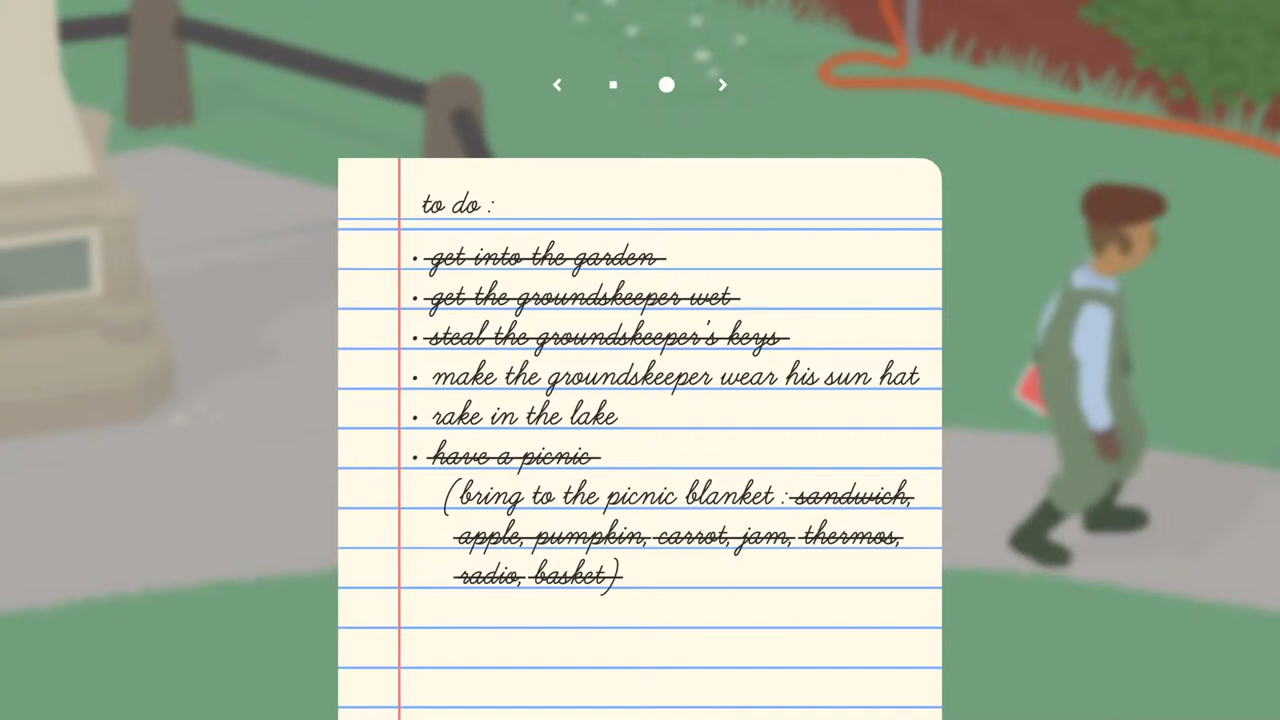 to do :
• get into the garden
• get the groundskeeper wet
• steal the groundskeeper's keys
• make the groundskeeper wear his sun hat
• rake in the lake
• have a picnic
(bring to the picnic blanket : sandwich,
apple, pumpkin, carrot, jam, thermos,
radio, basket)